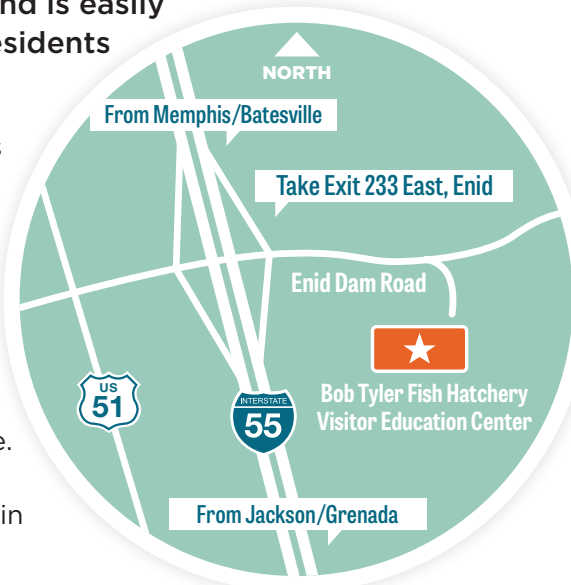 nd is easily
esidents
NORTH
From Memphis/Batesville
s
Take Exit 233 East, Enid
Enid Dam Road
US
51
INTERSTATE
55
Bob Tyler Fish Hatchery
Visitor Education Center
e.
in
From Jackson/Grenada